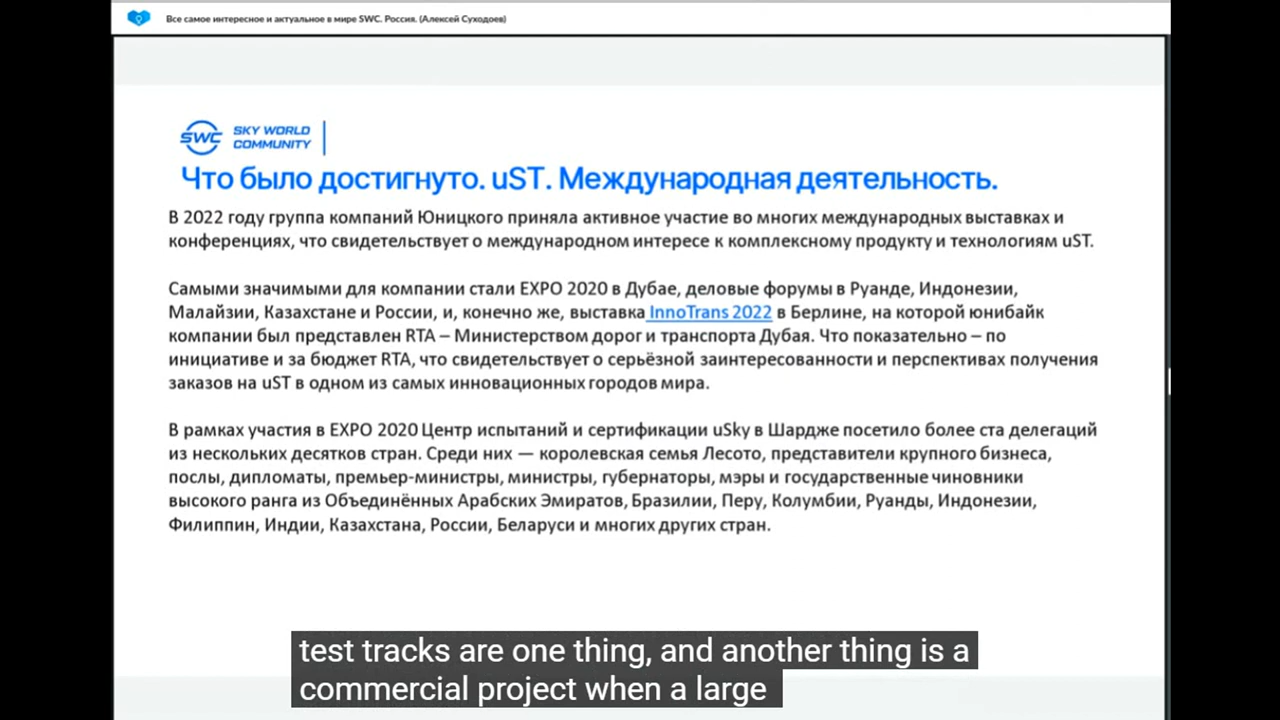 Все самое интересное и актуальное в мире SWC. Россия. (Алексей Суходоев)
SWC SKY WORLD
COMMUNITY
Что было достигнуто. uST. Международная деятельность.
В 2022 году группа компаний Юницкого приняла активное участие во многих международных выставках и
конференциях, что свидетельствует о международном интересе к комплексному продукту и технологиям uST.
Самыми значимыми для компании стали EXPO 2020 в Дубае, деловые форумы в Руанде, Индонезии,
Малайзии, Казахстане и России, и, конечно же, выставка InnoTrans 2022 в Берлине, на которой юнибайк
компании был представлен RTA – Министерством дорог и транспорта Дубая. Что показательно – по
инициативе и за бюджет RTA, что свидетельствует о серьёзной заинтересованности и перспективах получения
заказов на uST в одном из самых инновационных городов мира.
В рамках участия в EXPO 2020 Центр испытаний и сертификации uSky в Шардже посетило более ста делегаций
из нескольких десятков стран. Среди них — королевская семья Лесото, представители крупного бизнеса,
послы, дипломаты, премьер-министры, министры, губернаторы, мэры и государственные чиновники
высокого ранга из Объединённых Арабских Эмиратов, Бразилии, Перу, Колумбии, Руанды, Индонезии,
Филиппин, Индии, Казахстана, России, Беларуси и многих других стран.
test tracks are one thing, and another thing is a
commercial project when a large